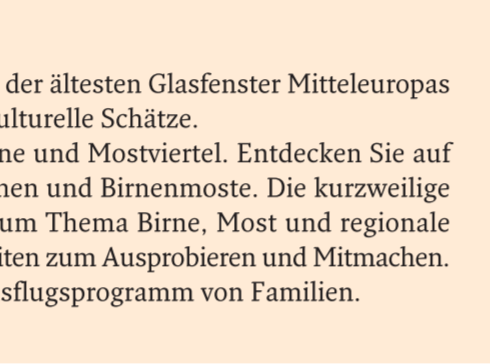 der ältesten Glasfenster Mitteleuropas
ulturelle Schätze.
ne und Mostviertel. Entdecken Sie auf
nen und Birnenmoste. Die kurzweilige
um Thema Birne, Most und regionale
iten zum Ausprobieren und Mitmachen.
sflugsprogramm von Familien.